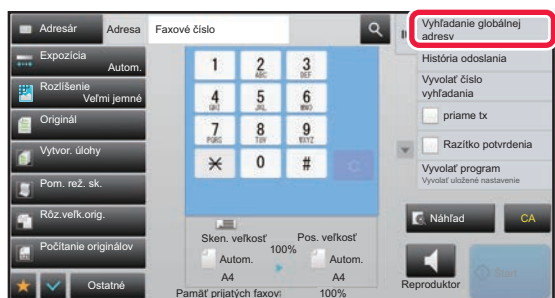 Adresár
Adresa
Faxové číslo
Expozícia
Autom.
Rozlíšenie
Veľmi jemné
Originál
Vytvor. úlohy
Pom. rež. sk.
Rôz.veľk.orig.
Počítanie originálov
Ostatné
1
2
ABC
3
DEF
4
GHI
5
JKL
6
MNO
7
PQRS
8
TUV
9
WXYZ
0
#
C
Sken. veľkosť
100%
Pos. veľkosť
Autom.
A4
Autom.
A4
Pamäť prijatých faxov:
100%
Vyhľadanie globálnej
adresy
História odoslania
Vyvolať číslo
vyhľadania
priame tx
Razítko potvrdenia
Vyvolať program
Vyvolať uložené nastavenie
Náhľad
CA
Reproduktor
Start